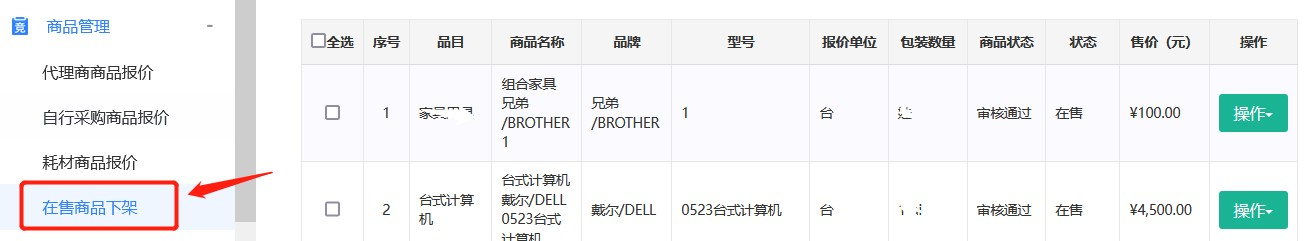 商品管理 -
代理商商品报价
自行采购商品报价
耗材商品报价
在售商品下架
全选 序号 品目 商品名称 品牌 型号 报价单位 包装数量 商品状态 状态 售价（元） 操作
1 组合家具 兄弟 1 台 审核通过 在售 ¥100.00 操作
兄弟 /BROTHER
/BROTHER
1
2 台式计算 台式计算机 戴尔/DELL 0523台式计算机 台 审核通过 在售 ¥4,500.00 操作
机 戴尔/DELL
0523台式
计算机